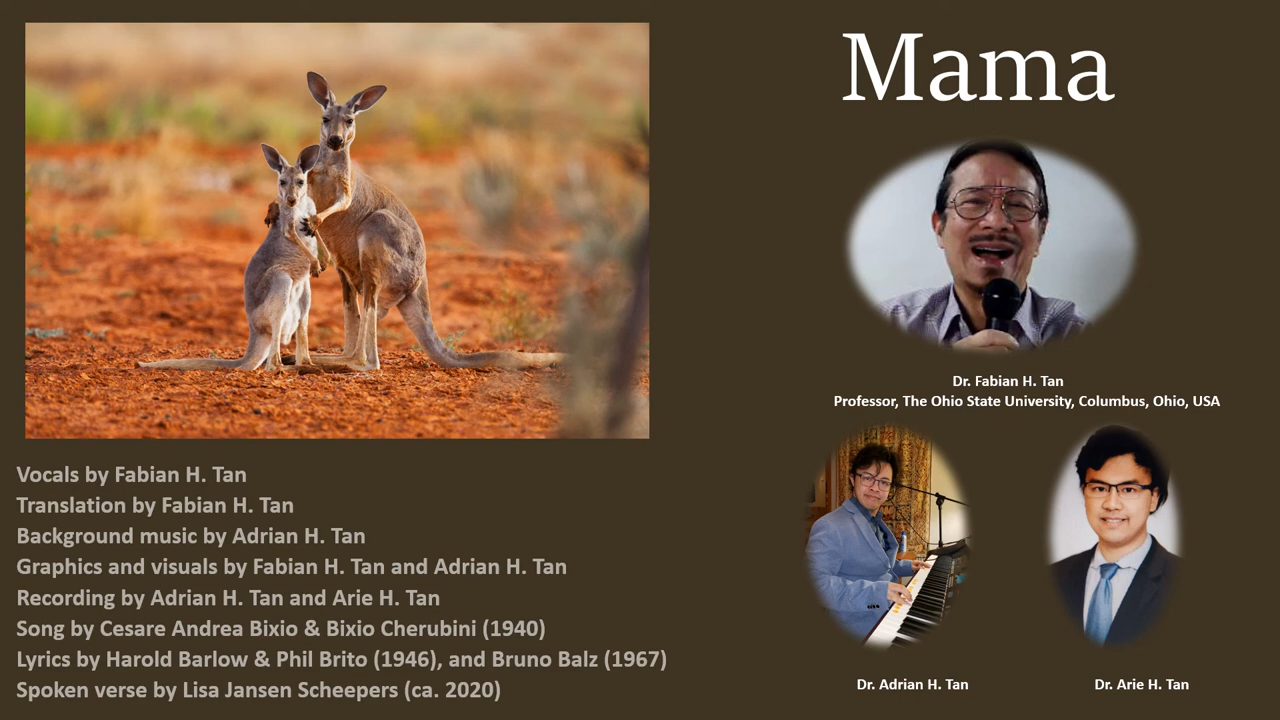 Mama
Dr. Fabian H. Tan
Professor, The Ohio State University, Columbus, Ohio, USA
Vocals by Fabian H. Tan
Translation by Fabian H. Tan
Background music by Adrian H. Tan
Graphics and visuals by Fabian H. Tan and Adrian H. Tan
Recording by Adrian H. Tan and Arie H. Tan
Song by Cesare Andrea Bixio & Bixio Cherubini (1940)
Lyrics by Harold Barlow & Phil Brito (1946), and Bruno Balz (1967)
Spoken verse by Lisa Jansen Scheepers (ca. 2020)
Dr. Adrian H. Tan
Dr. Arie H. Tan